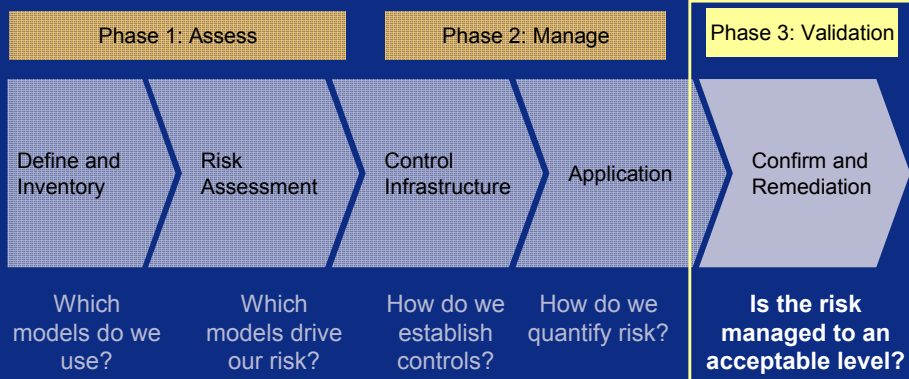 Phase 1: Assess
Phase 2: Manage
Phase 3: Validation
Define and
Inventory
Risk
Assessment
Control
Infrastructure
Application
Confirm and
Remediation
Which
models do we
use?
Which
models drive
our risk?
How do we
establish
controls?
How do we
quantify risk?
Is the risk
managed to an
acceptable level?